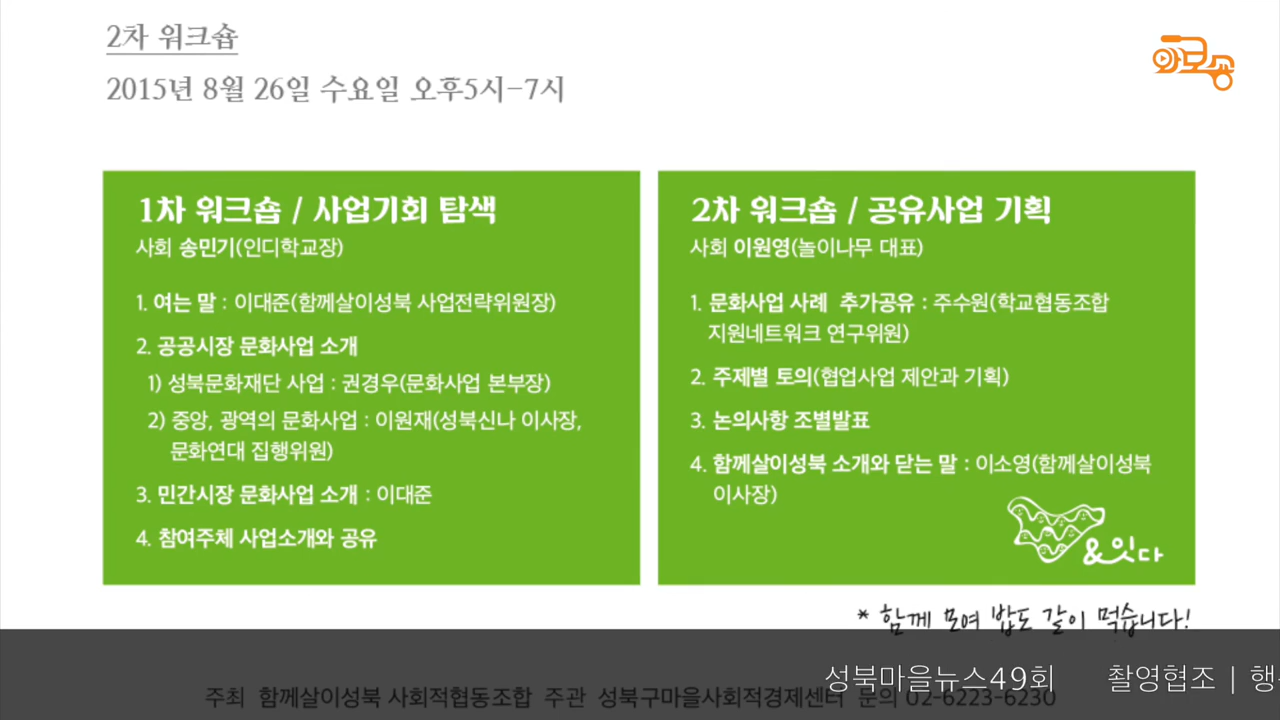 2차 워크숍
2015년 8월 26일 수요일 오후5시-7시
와보숑
1차 워크숍 / 사업기회 탐색
사회 송민기(인디학교장)
1. 여는 말 : 이대준(함께살이성북 사업전략위원장)
2. 공공시장 문화사업 소개
1) 성북문화재단 사업 : 권경우(문화사업 본부장)
2) 중앙, 광역의 문화사업 : 이원재(성북신나 이사장,
문화연대 집행위원)
3. 민간시장 문화사업 소개 : 이대준
4. 참여주체 사업소개와 공유
2차 워크숍 / 공유사업 기획
사회 이원영(놀이나무 대표)
1. 문화사업 사례 추가공유 : 주수원(학교협동조합
지원네트워크 연구위원)
2. 주제별 토의(협업사업 제안과 기획)
3. 논의사항 조별발표
4. 함께살이성북 소개와 닫는 말 : 이소영(함께살이성북
이사장)
&잇다
* 함께 모여 밥도 같이 먹습니다!
성북마을뉴스49회 촬영협조 | 행
주최 함께살이성북 사회적협동조합 주관 성북구마을사회적경제센터 문의 02-6223-6230